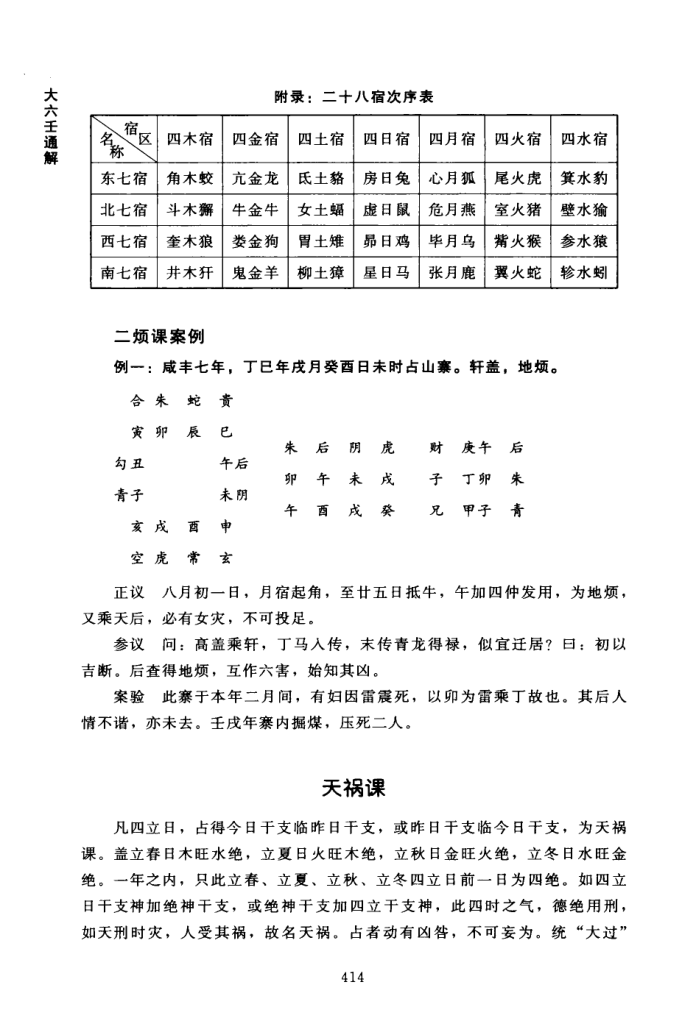 大六壬通解
附录：二十八宿次序表
宿区 名称 四木宿 四金宿 四土宿 四日宿 四月宿 四火宿 四水宿
东七宿 角木蛟 亢金龙 氐土貉 房日兔 心月狐 尾火虎 箕水豹
北七宿 斗木獬 牛金牛 女土蝠 虚日鼠 危月燕 室火猪 壁水㺄
西七宿 奎木狼 娄金狗 胃土雉 昴日鸡 毕月乌 觜火猴 参水猿
南七宿 井木犴 鬼金羊 柳土獐 星日马 张月鹿 翼火蛇 轸水蚓
二烦课案例
例一：咸丰七年，丁巳年戌月癸酉日未时占山寨。轩盖，地烦。
合 朱 蛇 贵
寅 卯 辰 巳
勾丑 午后
青子 未阴
亥 戌 酉 申
空 虎 常 玄
朱 后 阴 虎 财 庚午 后
卯 午 未 戌 子 丁卯 朱
午 酉 戌 癸 兄 甲子 青
正议 八月初一日，月宿起角，至廿五日抵牛，午加四仲发用，为地烦，
又乘天后，必有女灾，不可投足。
参议 问：高盖乘轩，丁马入传，末传青龙得禄，似宜迁居？曰：初以
吉断。后查得地烦，互作六害，始知其凶。
案验 此寨于本年二月间，有妇因雷震死，以卯为雷乘丁故也。其后人
情不谐，亦未去。壬戌年寨内掘煤，压死二人。
天祸课
凡四立日，占得今日干支临昨日干支，或昨日干支临今日干支，为天祸
课。盖立春日木旺水绝，立夏日火旺木绝，立秋日金旺火绝，立冬日水旺金
绝。一年之内，只此立春、立夏、立秋、立冬四立日前一日为四绝。如四立
日干支神加绝神干支，或绝神干支加四立干支神，此四时之气，德绝用刑，
如天刑时灾，人受其祸，故名天祸。占者动有凶咎，不可妄为。统“大过”
414